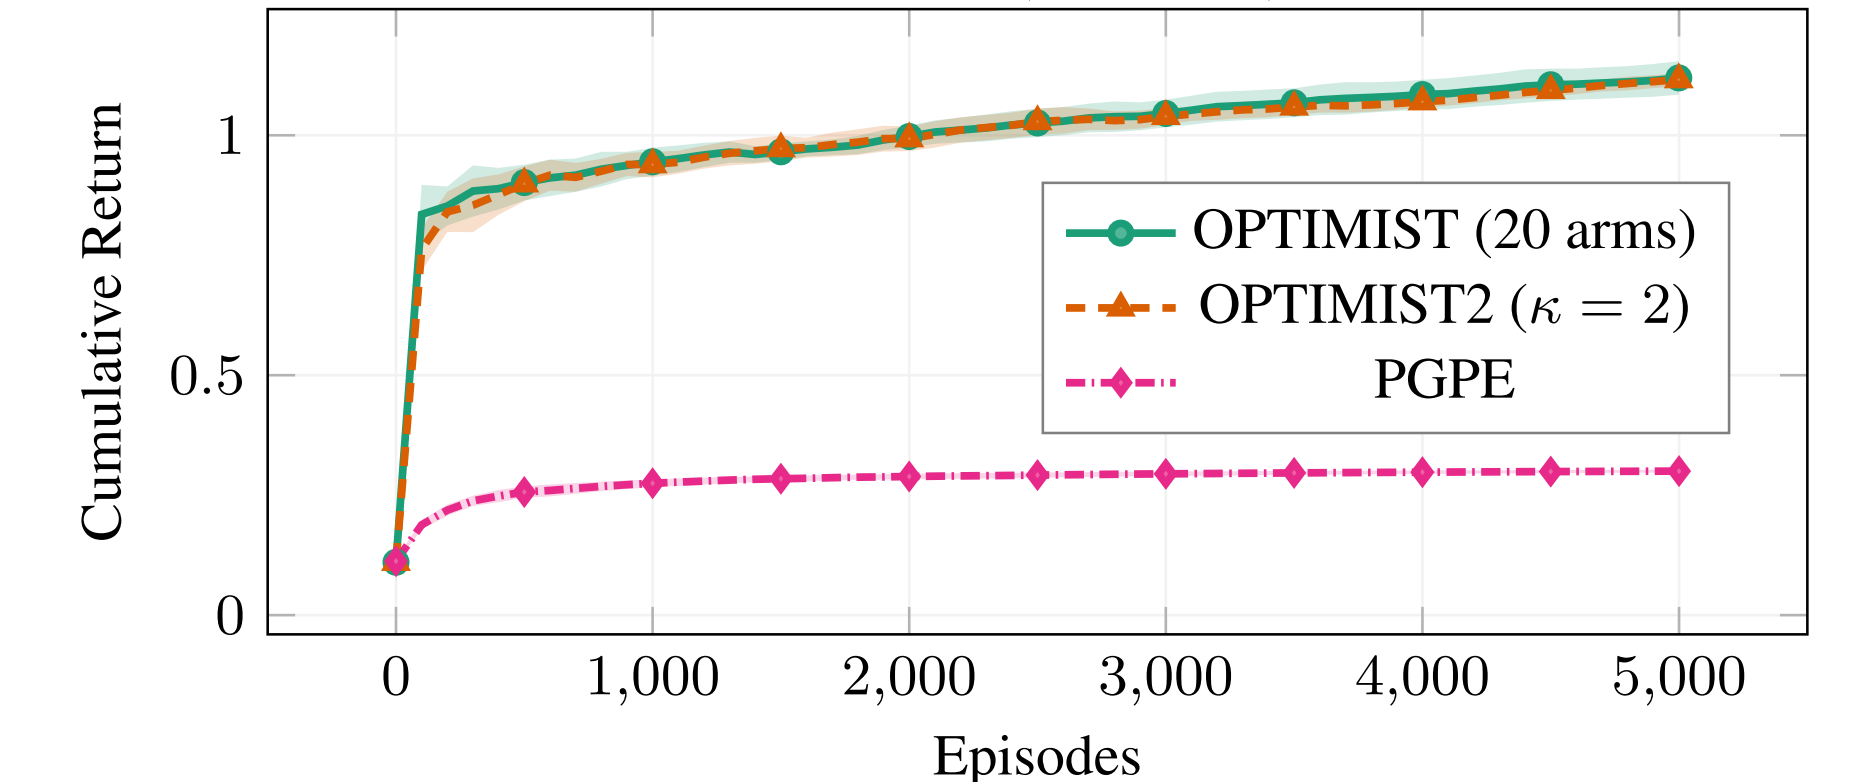 Cumulative Return
1
0.5
0
OPTIMIST (20 arms)
OPTIMIST2 (κ = 2)
PGPE
0 1,000 2,000 3,000 4,000 5,000
Episodes